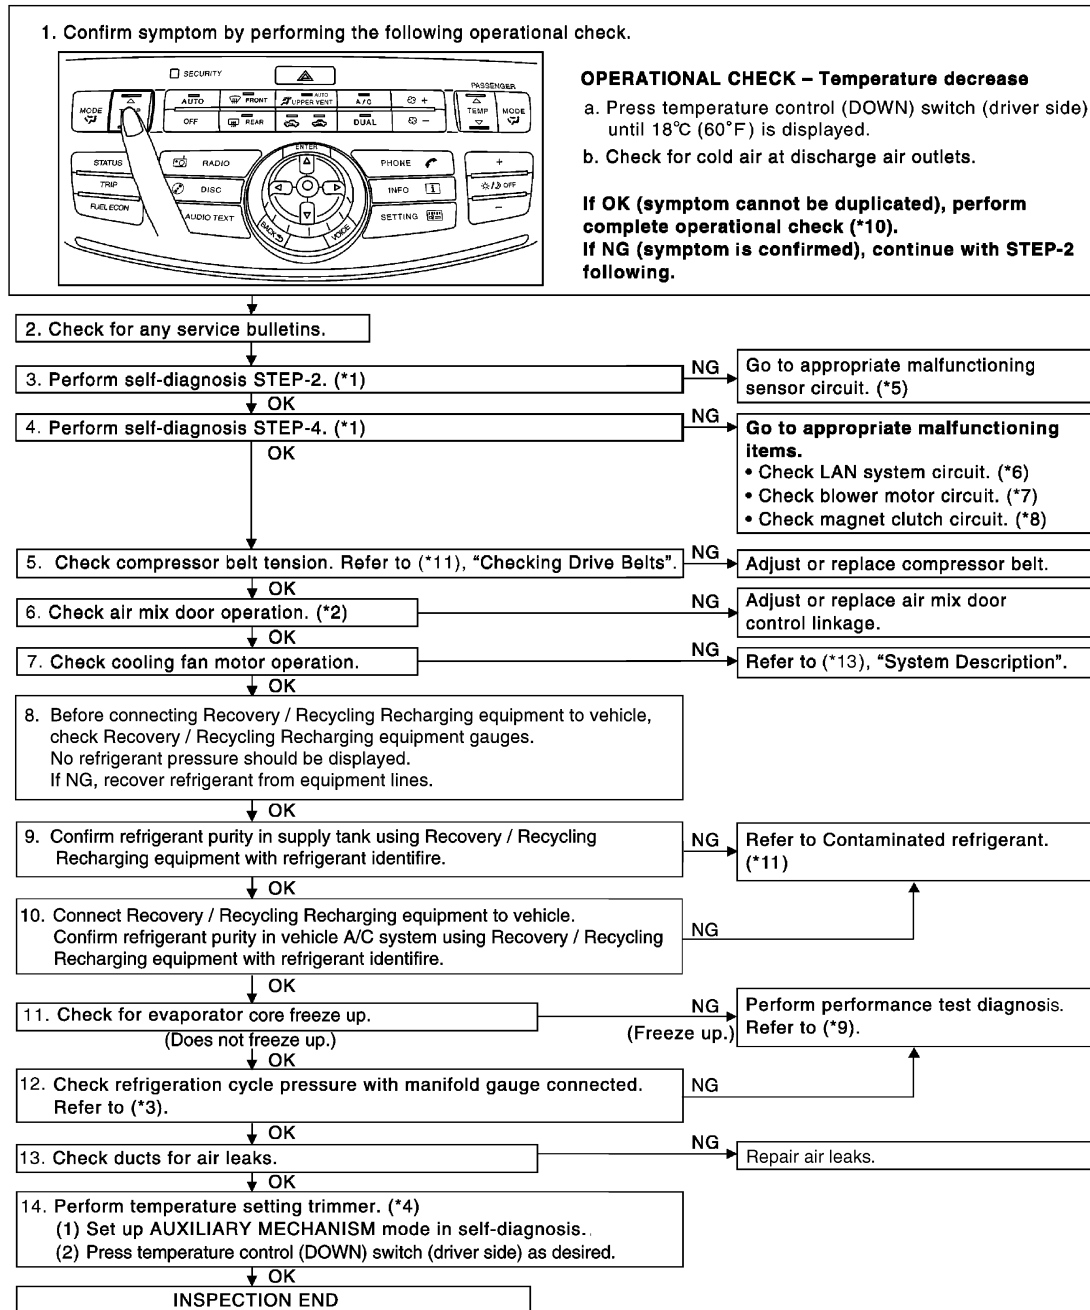 1. Confirm symptom by performing the following operational check.
SECURITY
PASSENGER
MODE
AUTO
FRONT
AUTO
UPPER VENT
A/C
+
TEMP
MODE
OFF
REAR
DUAL
−
ENTER
STATUS
RADIO
PHONE
+
TRIP
DISC
INFO
i
OFF
FUEL ECON
AUDIO TEXT
SETTING
−
BACK
VOICE
OPERATIONAL CHECK – Temperature decrease
a. Press temperature control (DOWN) switch (driver side)
until 18°C (60°F) is displayed.
b. Check for cold air at discharge air outlets.
If OK (symptom cannot be duplicated), perform
complete operational check (*10).
If NG (symptom is confirmed), continue with STEP-2
following.
2. Check for any service bulletins.
3. Perform self-diagnosis STEP-2. (*1)
NG
Go to appropriate malfunctioning
sensor circuit. (*5)
OK
4. Perform self-diagnosis STEP-4. (*1)
NG
Go to appropriate malfunctioning
items.
• Check LAN system circuit. (*6)
• Check blower motor circuit. (*7)
• Check magnet clutch circuit. (*8)
OK
5. Check compressor belt tension. Refer to (*11), “Checking Drive Belts”.
NG
Adjust or replace compressor belt.
OK
6. Check air mix door operation. (*2)
NG
Adjust or replace air mix door
control linkage.
OK
7. Check cooling fan motor operation.
NG
Refer to (*13), “System Description”.
OK
8. Before connecting Recovery / Recycling Recharging equipment to vehicle,
check Recovery / Recycling Recharging equipment gauges.
No refrigerant pressure should be displayed.
If NG, recover refrigerant from equipment lines.
OK
9. Confirm refrigerant purity in supply tank using Recovery / Recycling
Recharging equipment with refrigerant identifire.
NG
Refer to Contaminated refrigerant.
(*11)
OK
10. Connect Recovery / Recycling Recharging equipment to vehicle.
Confirm refrigerant purity in vehicle A/C system using Recovery / Recycling
Recharging equipment with refrigerant identifire.
NG
OK
11. Check for evaporator core freeze up.
NG
(Freeze up.)
Perform performance test diagnosis.
Refer to (*9).
(Does not freeze up.)
OK
12. Check refrigeration cycle pressure with manifold gauge connected.
Refer to (*3).
NG
OK
13. Check ducts for air leaks.
NG
Repair air leaks.
OK
14. Perform temperature setting trimmer. (*4)
(1) Set up AUXILIARY MECHANISM mode in self-diagnosis.
(2) Press temperature control (DOWN) switch (driver side) as desired.
OK
INSPECTION END